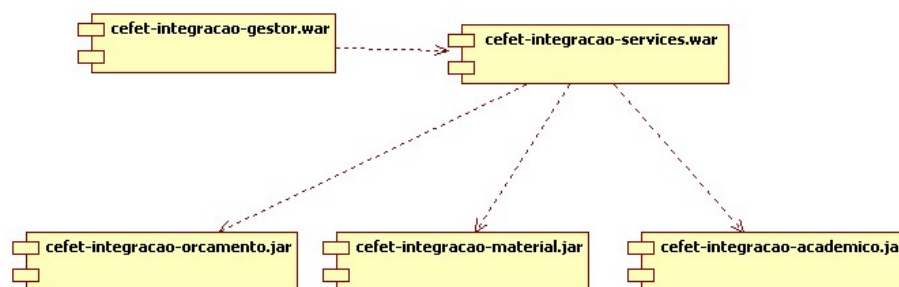 cefet-integracao-gestor.war
cefet-integracao-services.war
cefet-integracao-orcamento.jar
cefet-integracao-material.jar
cefet-integracao-academico.ja